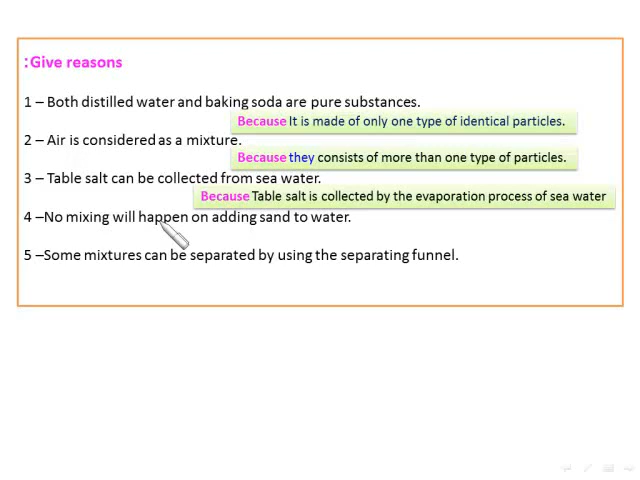 :Give reasons
1 – Both distilled water and baking soda are pure substances.
Because It is made of only one type of identical particles.
2 – Air is considered as a mixture.
Because they consists of more than one type of particles.
3 – Table salt can be collected from sea water.
Because Table salt is collected by the evaporation process of sea water
4 –No mixing will happen on adding sand to water.
5 –Some mixtures can be separated by using the separating funnel.